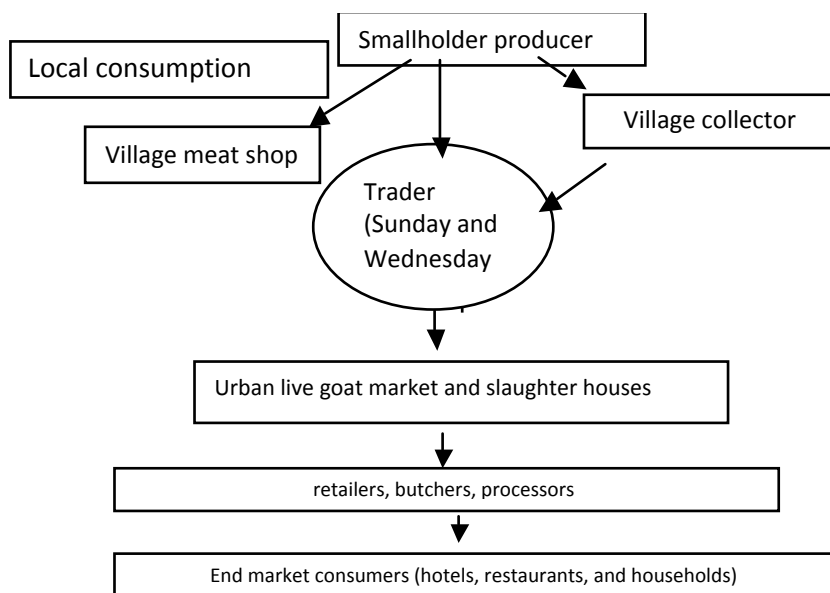 Smallholder producer
Local consumption
Village collector
Village meat shop
Trader
(Sunday and
Wednesday
Urban live goat market and slaughter houses
retailers, butchers, processors
End market consumers (hotels, restaurants, and households)